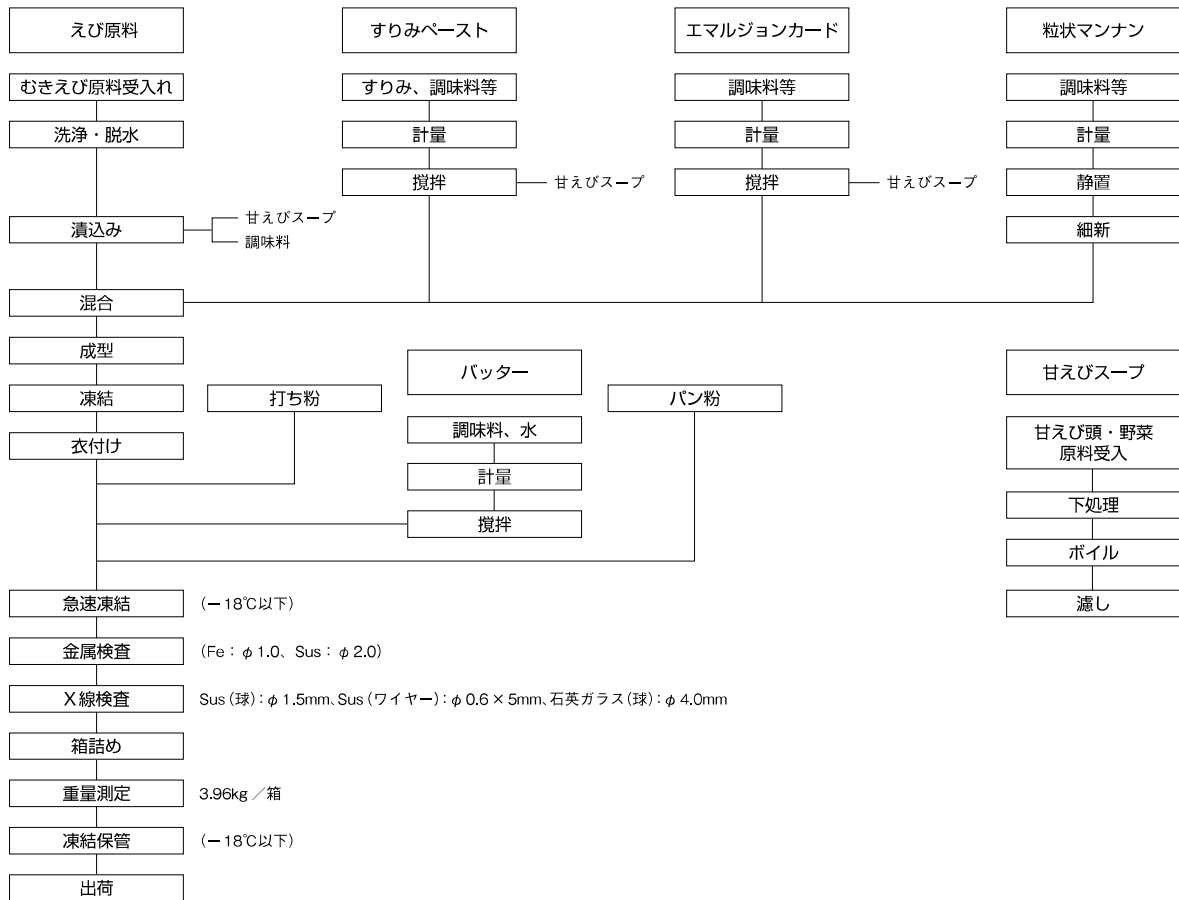 えび原料
すりみペースト
エマルジョンカード
粒状マンナン
むきえび原料受入れ
すりみ、調味料等
調味料等
調味料等
洗浄・脱水
計量
計量
計量
撹拌
甘えびスープ
撹拌
甘えびスープ
静置
漬込み
甘えびスープ
調味料
細新
混合
成型
バッター
甘えびスープ
凍結
打ち粉
パン粉
衣付け
調味料、水
甘えび頭・野菜
原料受入
計量
下処理
撹拌
ボイル
急速凍結
(－18℃以下)
濾し
金属検査
(Fe：φ1.0、Sus：φ2.0)
X線検査
Sus(球)：φ1.5mm、Sus(ワイヤー)：φ0.6×5mm、石英ガラス(球)：φ4.0mm
箱詰め
重量測定
3.96kg／箱
凍結保管
(－18℃以下)
出荷